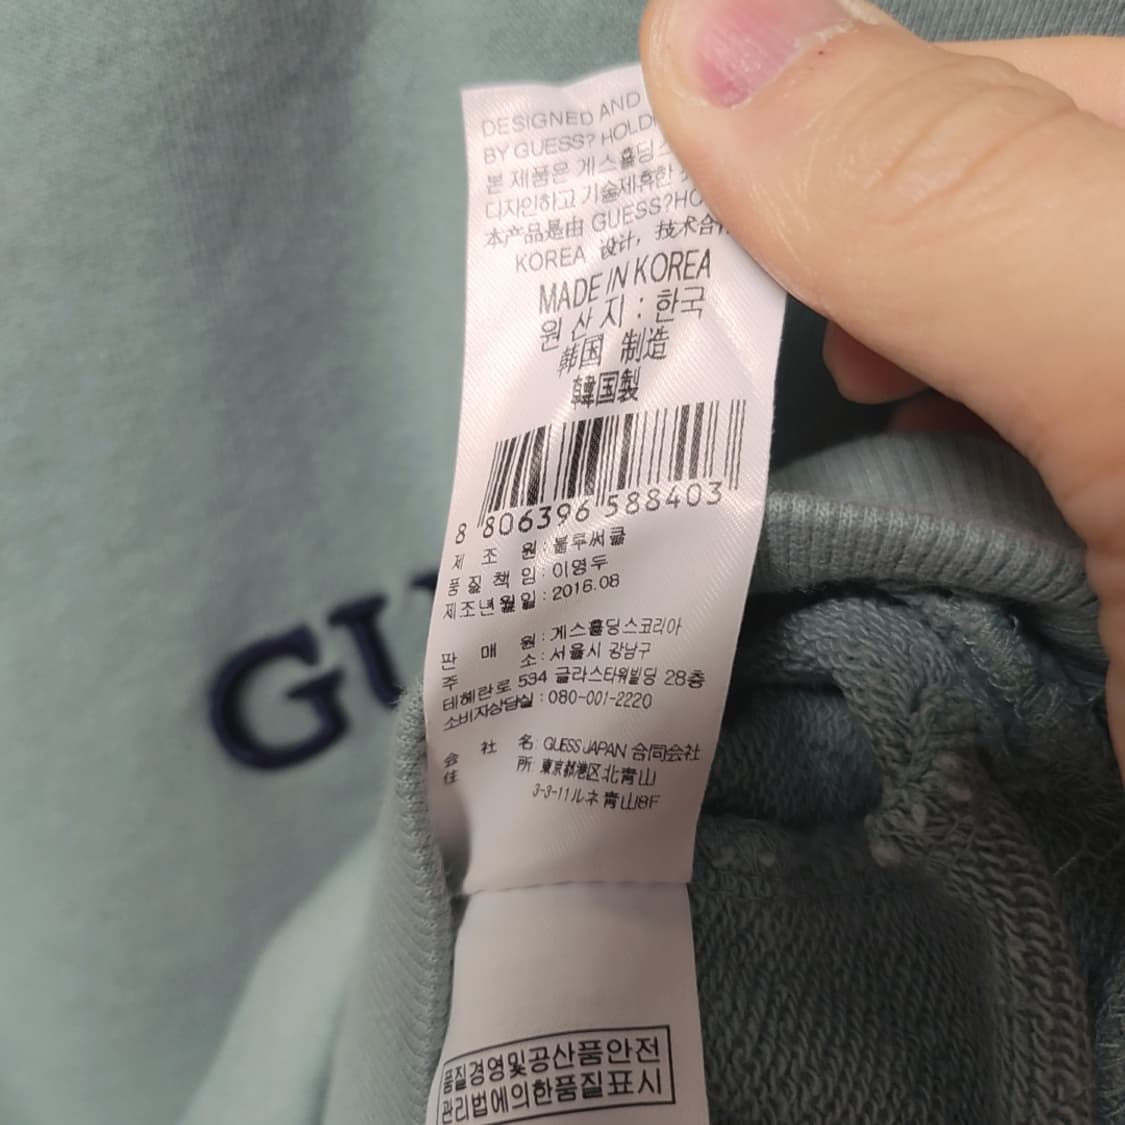 DESIGNED AND
BY GUESS? HOLDI
본 제품은 게스홀딩스
디자인하고 기술제휴한
本产品是由 GUESS?HO
KOREA 设计, 技术合作
MADE IN KOREA
원산지 : 한국
韩国 制造
韓国製
8 806396 588403
제 조 원 : 블루써클
품질책임 : 이영두
제조년월일 : 2016.08
판 매 원 : 게스홀딩스코리아
주 소 : 서울시 강남구
테헤란로 534 글라스타워빌딩 28층
소비자상담실 : 080-001-2220
会 社 名: GUESS JAPAN 合同会社
住 所: 東京都港区北青山
3-3-11ルネ青山8F
품질경영및공산품안전
관리법에의한품질표시
GU